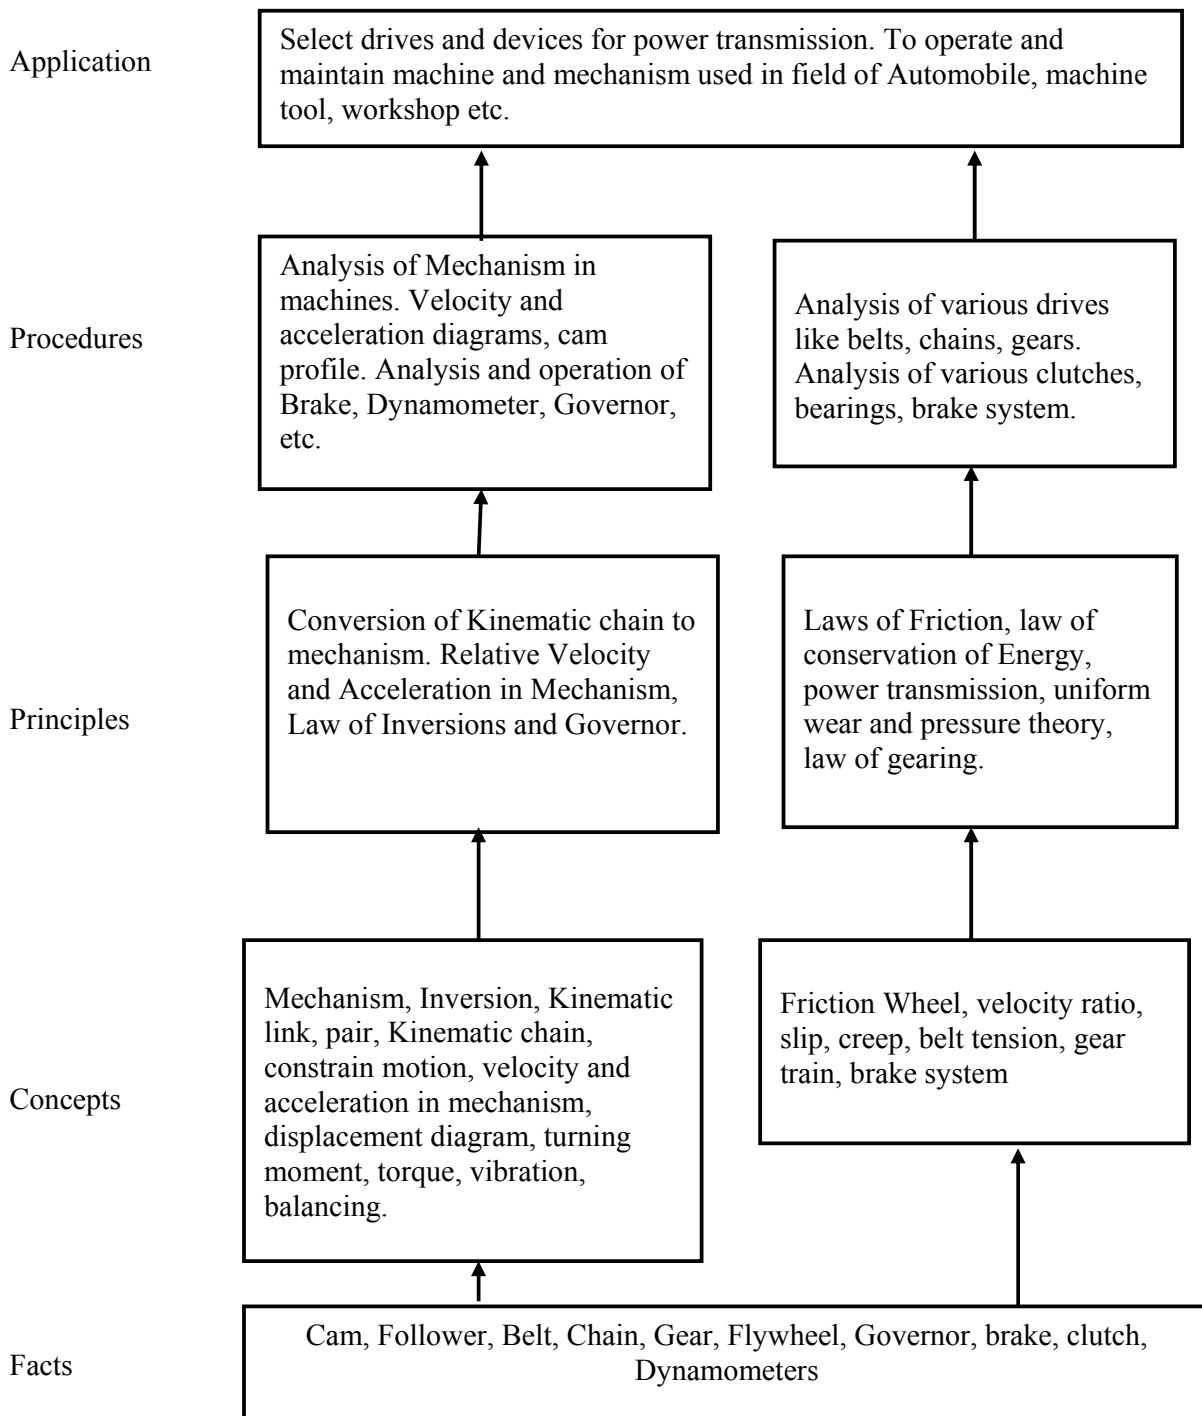 Application
Select drives and devices for power transmission. To operate and
maintain machine and mechanism used in field of Automobile, machine
tool, workshop etc.
Procedures
Analysis of Mechanism in
machines. Velocity and
acceleration diagrams, cam
profile. Analysis and operation of
Brake, Dynamometer, Governor,
etc.
Analysis of various drives
like belts, chains, gears.
Analysis of various clutches,
bearings, brake system.
Principles
Conversion of Kinematic chain to
mechanism. Relative Velocity
and Acceleration in Mechanism,
Law of Inversions and Governor.
Laws of Friction, law of
conservation of Energy,
power transmission, uniform
wear and pressure theory,
law of gearing.
Concepts
Mechanism, Inversion, Kinematic
link, pair, Kinematic chain,
constrain motion, velocity and
acceleration in mechanism,
displacement diagram, turning
moment, torque, vibration,
balancing.
Friction Wheel, velocity ratio,
slip, creep, belt tension, gear
train, brake system
Facts
Cam, Follower, Belt, Chain, Gear, Flywheel, Governor, brake, clutch,
Dynamometers